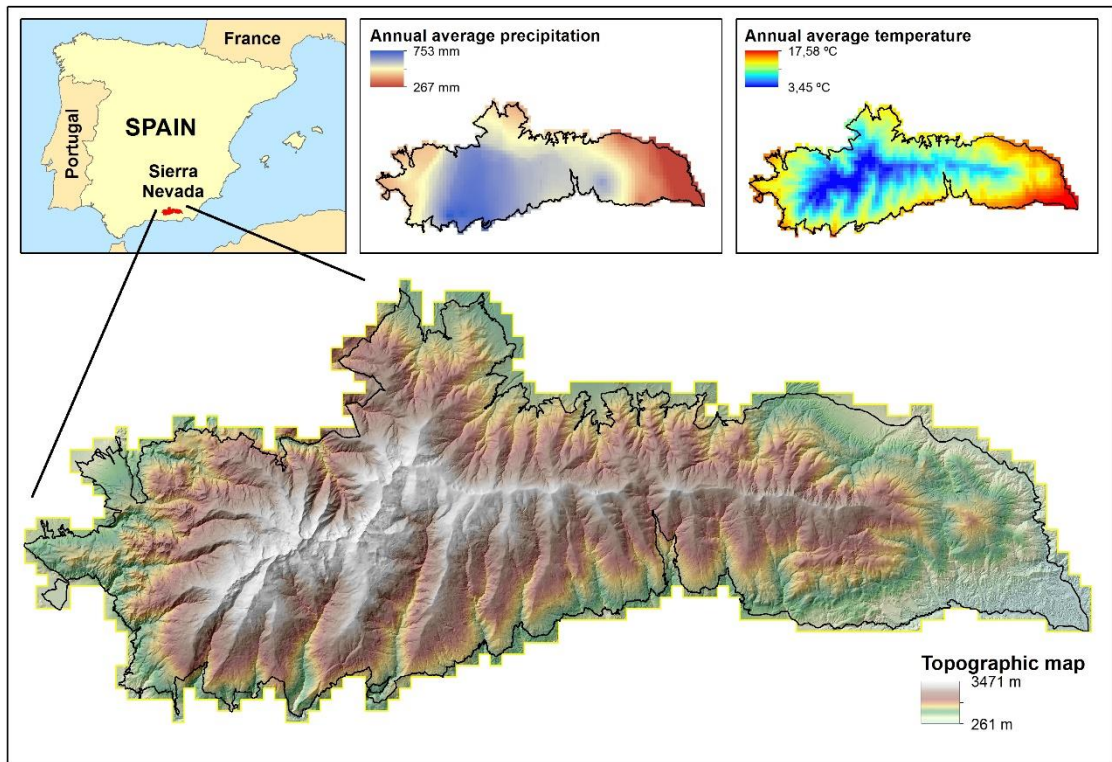 France
Portugal
SPAIN
Sierra
Nevada
Annual average precipitation
753 mm
267 mm
Annual average temperature
17,58 ºC
3,45 ºC
Topographic map
3471 m
261 m